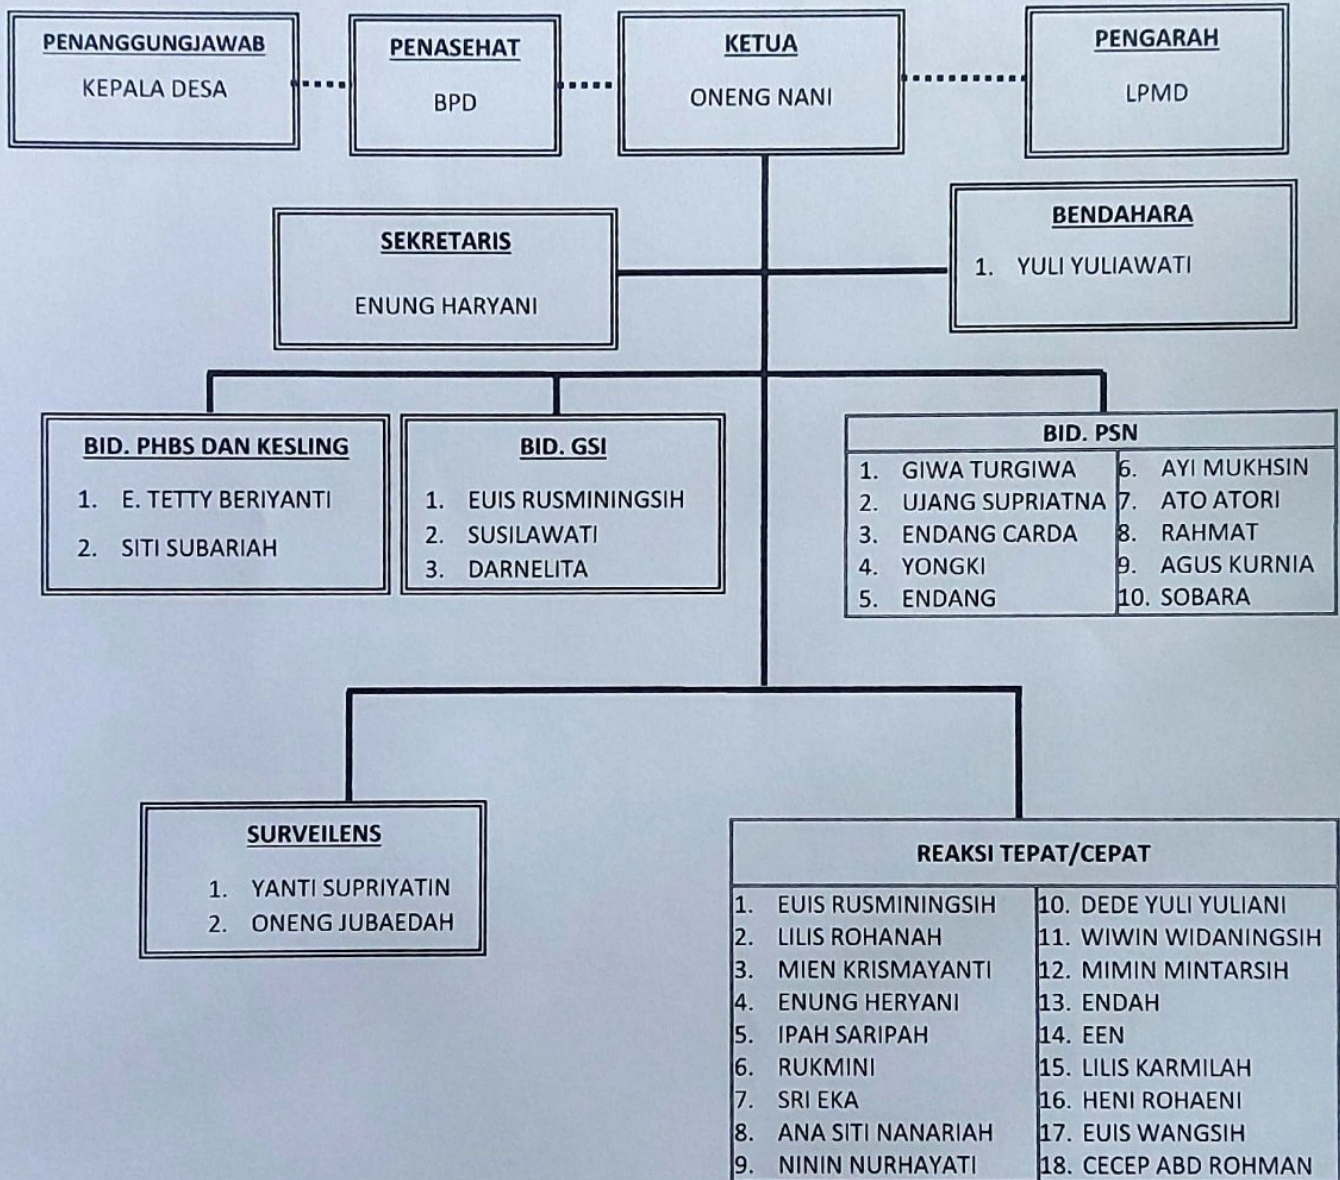 PENANGGUNGJAWAB
KEPALA DESA
PENASEHAT
BPD
KETUA
ONENG NANI
PENGARAH
LPMD
SEKRETARIS
ENUNG HARYANI
BENDAHARA
1. YULI YULIAWATI
BID. PHBS DAN KESLING
1. E. TETTY BERIYANTI
2. SITI SUBARIAH
BID. GSI
1. EUIS RUSMININGSIH
2. SUSILAWATI
3. DARNELITA
BID. PSN
1. GIWA TURGIWA
2. UJANG SUPRIATNA
3. ENDANG CARDA
4. YONGKI
5. ENDANG
6. AYI MUKHSIN
7. ATO ATORI
8. RAHMAT
9. AGUS KURNIA
10. SOBARA
SURVEILENS
1. YANTI SUPRIYATIN
2. ONENG JUBAEDAH
REAKSI TEPAT/CEPAT
1. EUIS RUSMININGSIH
2. LILIS ROHANAH
3. MIEN KRISMAYANTI
4. ENUNG HERYANI
5. IPAH SARIPAH
6. RUKMINI
7. SRI EKA
8. ANA SITI NANARIAH
9. NININ NURHAYATI
10. DEDE YULI YULIANI
11. WIWIN WIDANINGSIH
12. MIMIN MINTARSIH
13. ENDAH
14. EEN
15. LILIS KARMILAH
16. HENI ROHAENI
17. EUIS WANGSIH
18. CECEP ABD ROHMAN